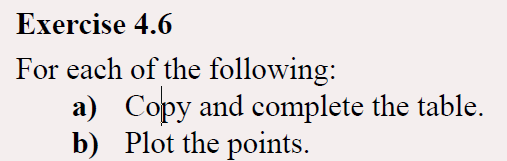 Exercise 4.6
For each of the following:
a) Copy and complete the table.
b) Plot the points.